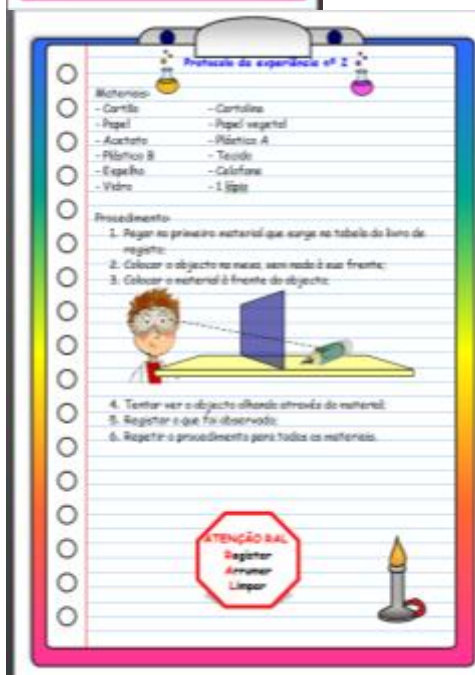 Protocolo da experiência nº 2
Materiais:
- Cartão - Cartolina
- Papel - Papel vegetal
- Acetato - Plástico A
- Plástico B - Tecido
- Espelho - Celofane
- Vidro - 1 lápis
Procedimento:
1. Pegar no primeiro material que surge na tabela do livro de
registo;
2. Colocar o objecto na mesa, sem nada à sua frente;
3. Colocar o material à frente do objecto;
4. Tentar ver o objecto olhando através do material;
5. Registar o que foi observado;
6. Repetir o procedimento para todos os materiais.
ATENÇÃO RAL
Registar
Arrumar
Limpar